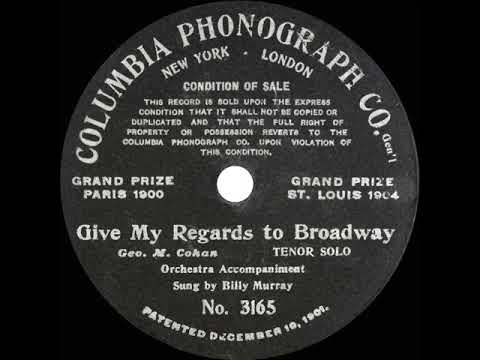 COLUMBIA PHONOGRAPH CO. Gen'l
NEW YORK - LONDON
CONDITION OF SALE
THIS RECORD IS SOLD UPON THE EXPRESS
CONDITION THAT IT SHALL NOT BE COPIED OR
DUPLICATED AND THAT THE FULL RIGHT OF
PROPERTY OR POSSESSION REVERTS TO THE
COLUMBIA PHONOGRAPH CO. UPON VIOLATION
OF THIS CONDITION.
GRAND PRIZE
PARIS 1900
GRAND PRIZE
ST. LOUIS 1904
Give My Regards to Broadway
Geo. M. Cohan TENOR SOLO
Orchestra Accompaniment
Sung by Billy Murray
No. 3165
PATENTED DECEMBER 10, 1901.